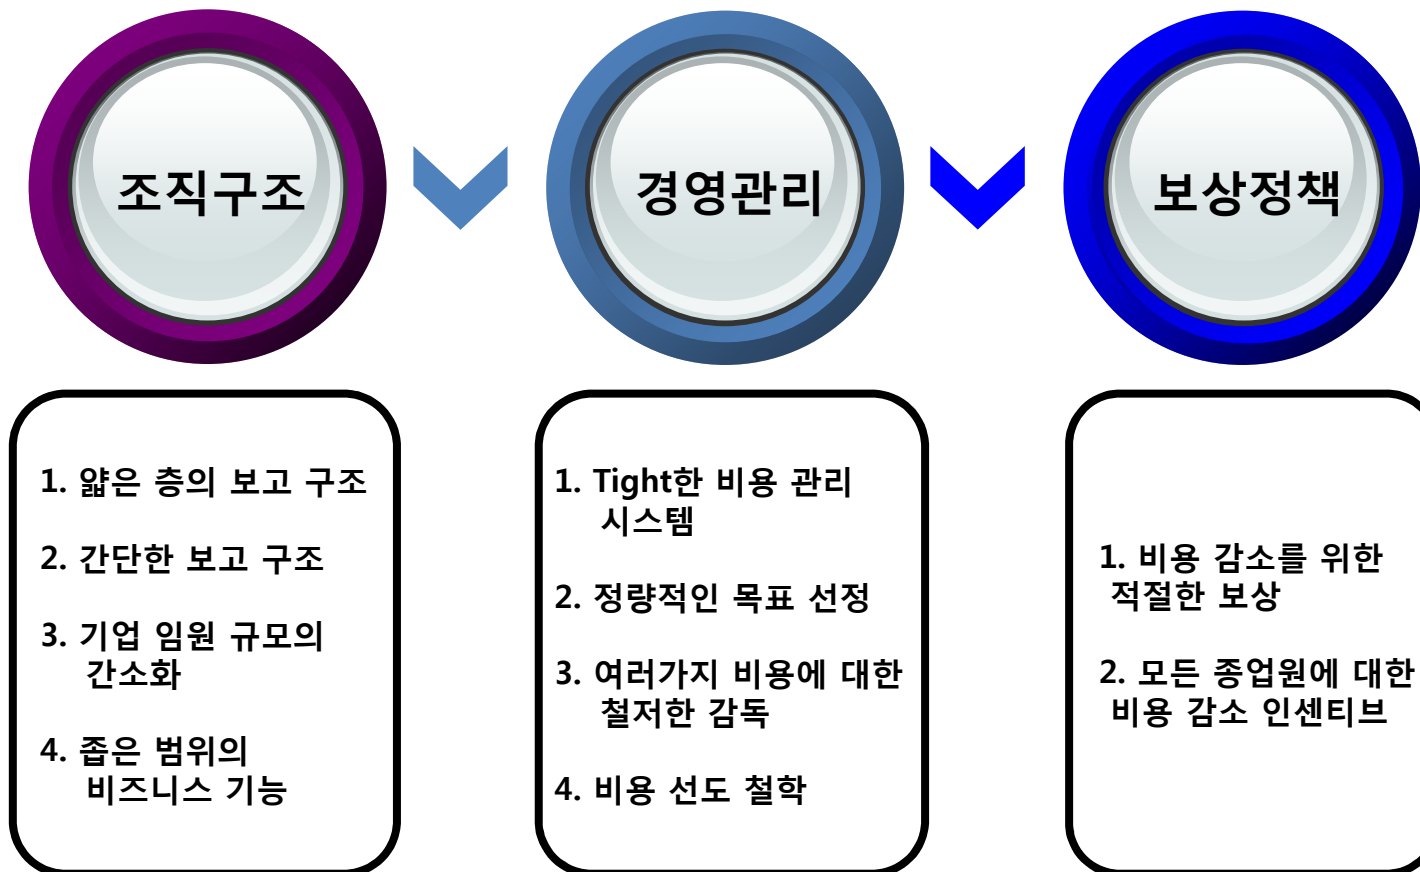 조직구조
경영관리
보상정책
1. 얇은 층의 보고 구조
2. 간단한 보고 구조
3. 기업 임원 규모의
간소화
4. 좁은 범위의
비즈니스 기능
1. Tight한 비용 관리
시스템
2. 정량적인 목표 선정
3. 여러가지 비용에 대한
철저한 감독
4. 비용 선도 철학
1. 비용 감소를 위한
적절한 보상
2. 모든 종업원에 대한
비용 감소 인센티브